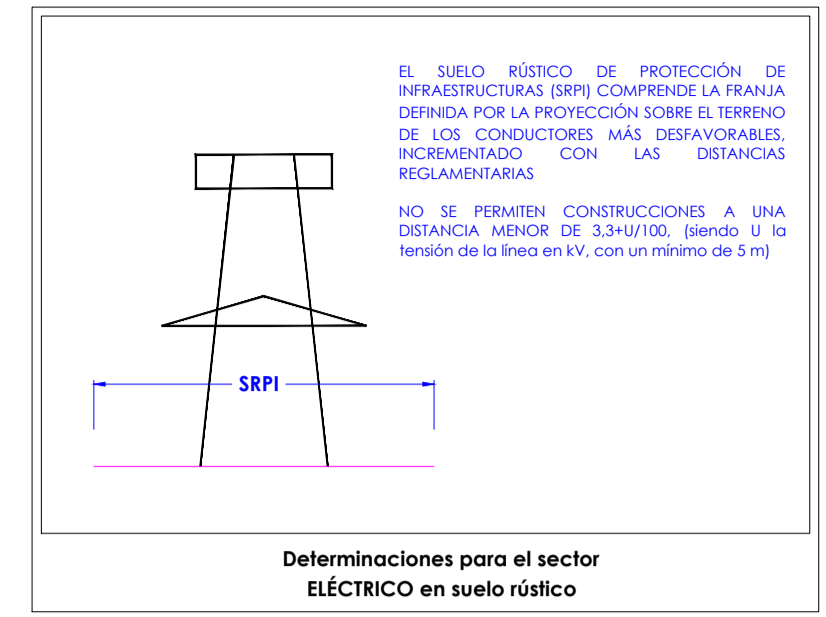 EL SUELO RÚSTICO DE PROTECCIÓN DE
INFRAESTRUCTURAS (SRPI) COMPRENDE LA FRANJA
DEFINIDA POR LA PROYECCIÓN SOBRE EL TERRENO
DE LOS CONDUCTORES MÁS DESFAVORABLES,
INCREMENTADO CON LAS DISTANCIAS
REGLAMENTARIAS
NO SE PERMITEN CONSTRUCCIONES A UNA
DISTANCIA MENOR DE 3,3+U/100, (siendo U la
tensión de la línea en kV, con un mínimo de 5 m)
SRPI
Determinaciones para el sector
ELÉCTRICO en suelo rústico